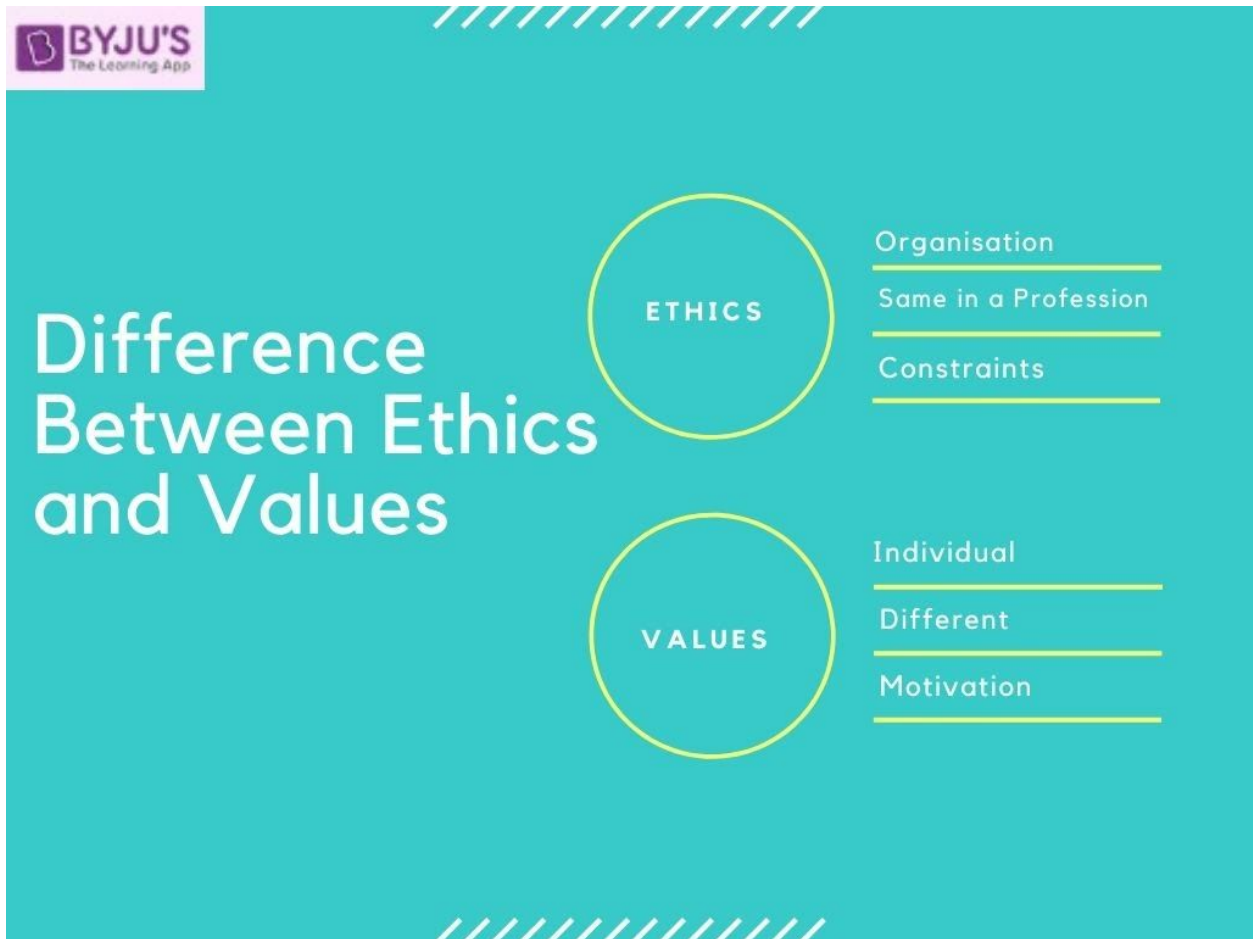 BYJU'S
The Learning App
Difference
Between Ethics
and Values
ETHICS
Organisation
Same in a Profession
Constraints
VALUES
Individual
Different
Motivation